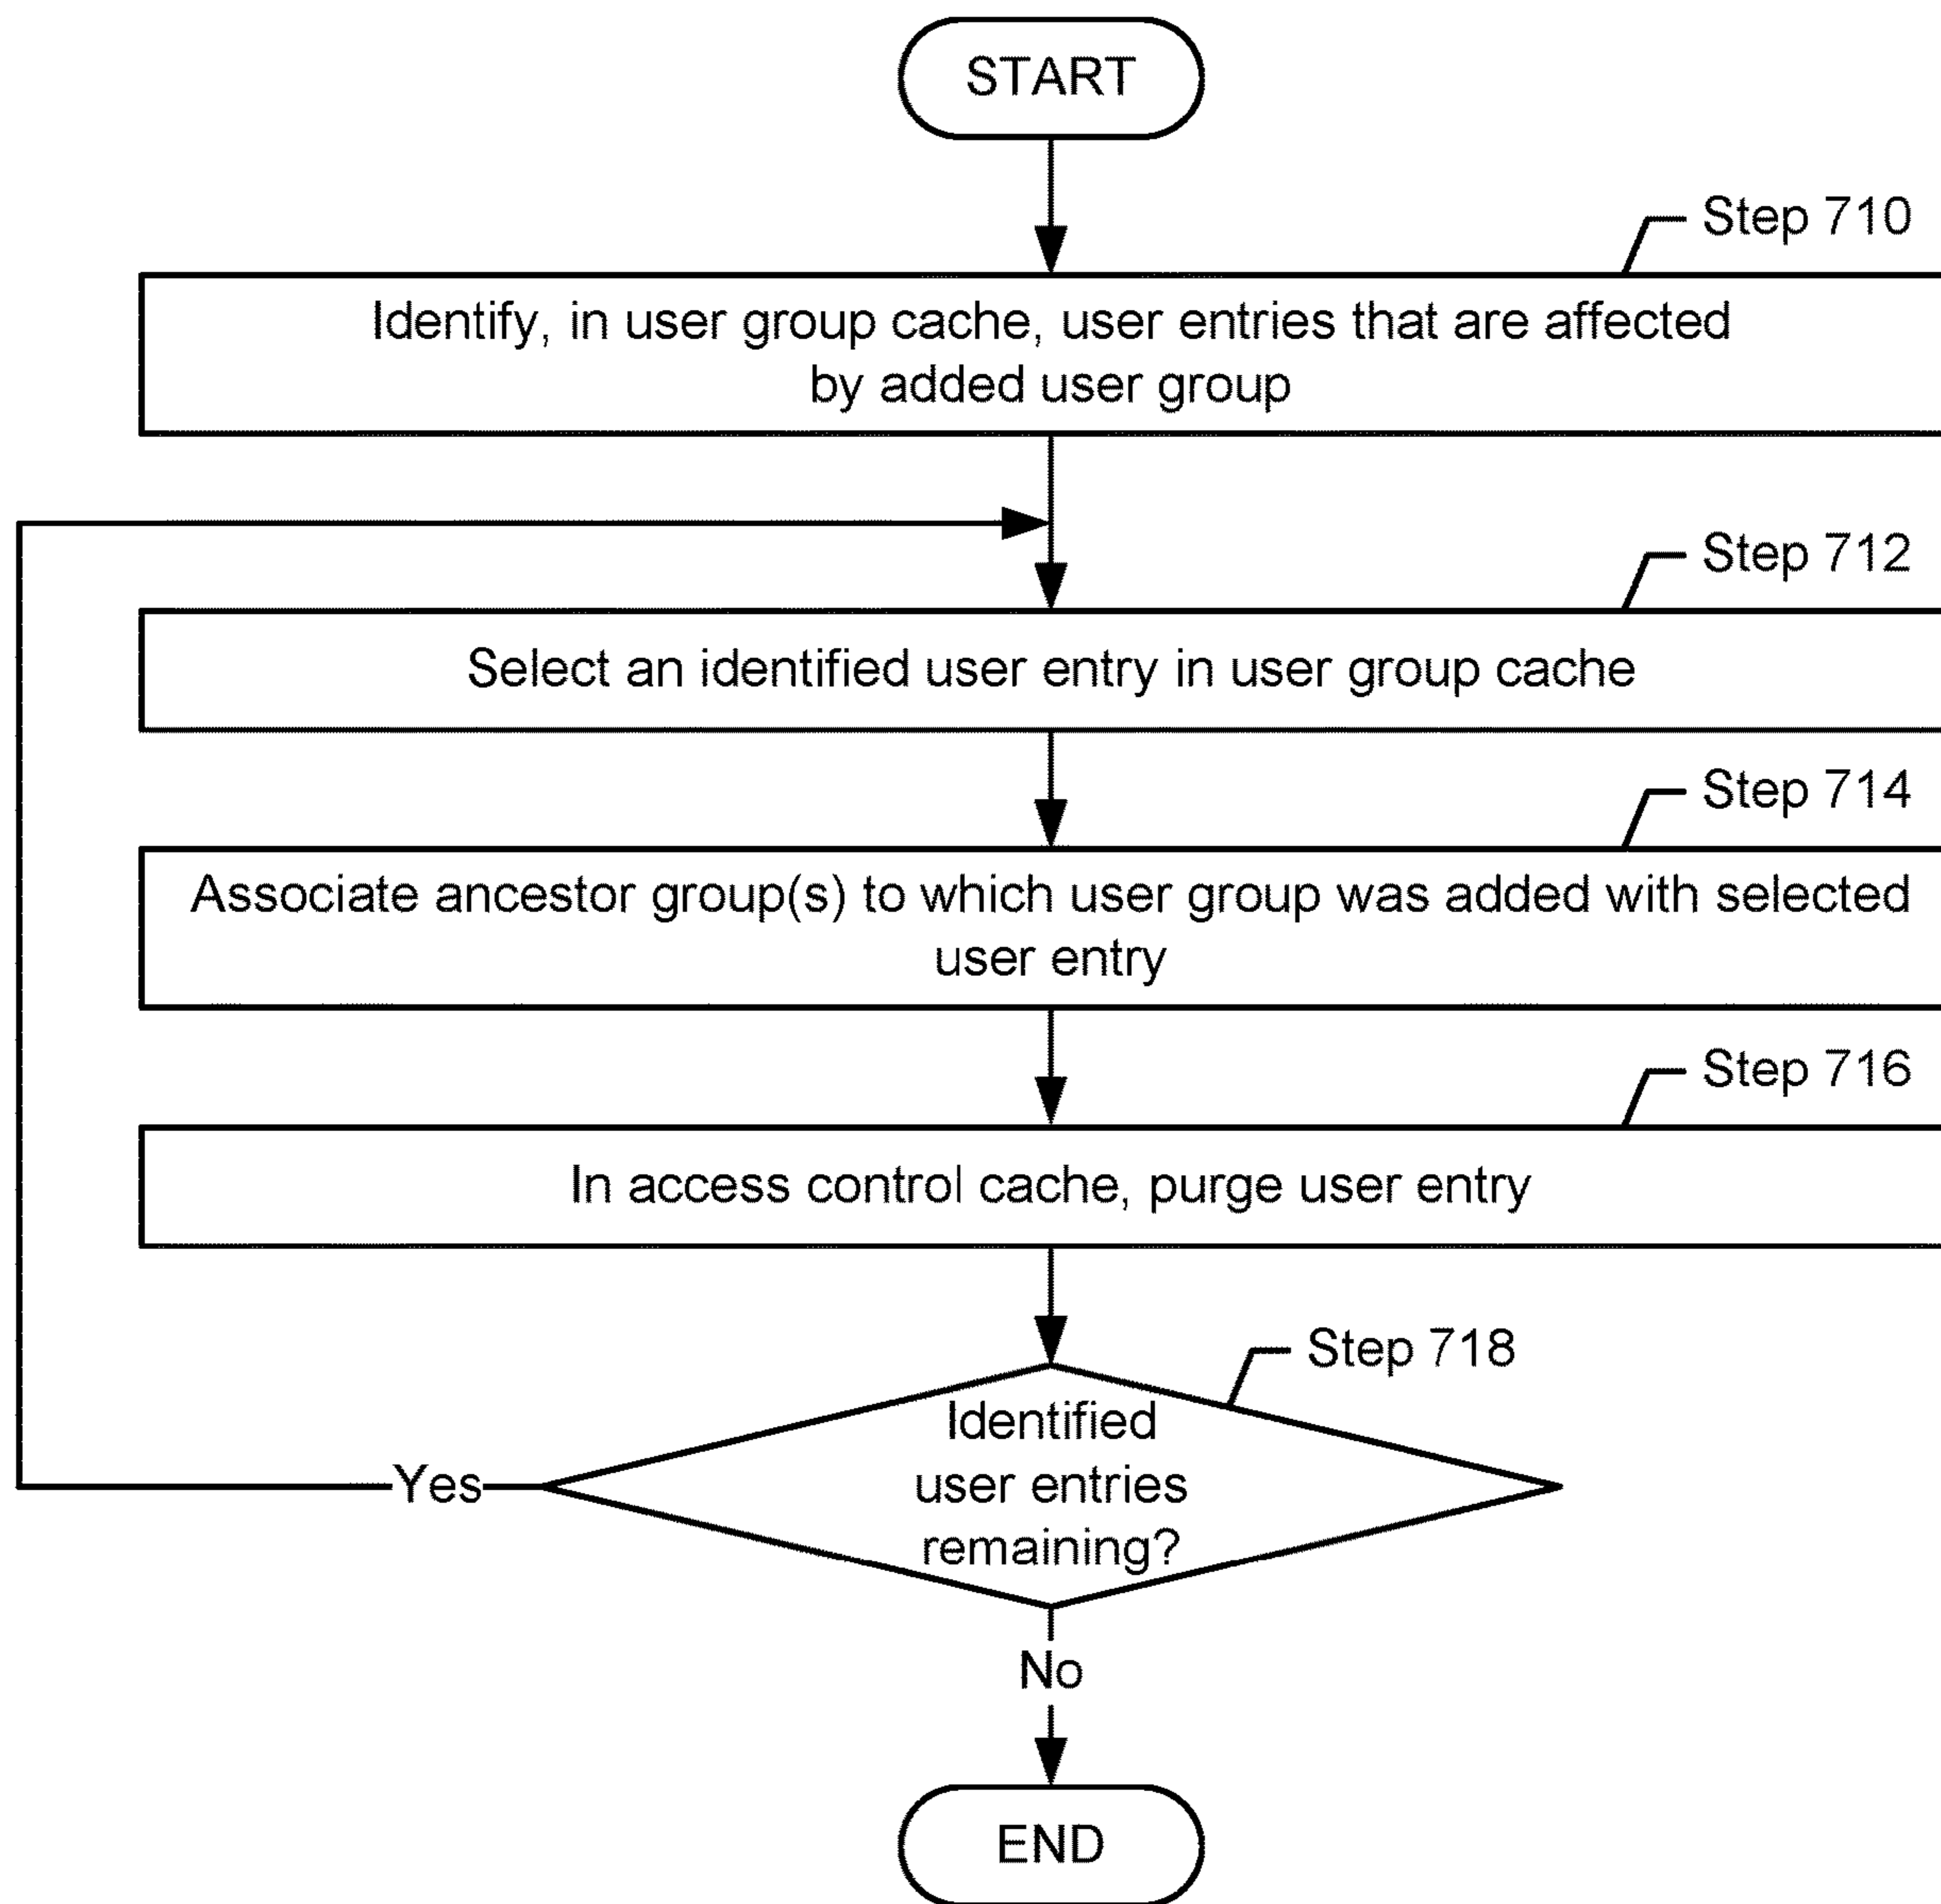 START
Step 710
Identify, in user group cache, user entries that are affected
by added user group
Step 712
Select an identified user entry in user group cache
Step 714
Associate ancestor group(s) to which user group was added with selected
user entry
Step 716
In access control cache, purge user entry
Step 718
Identified
user entries
remaining?
Yes
No
END